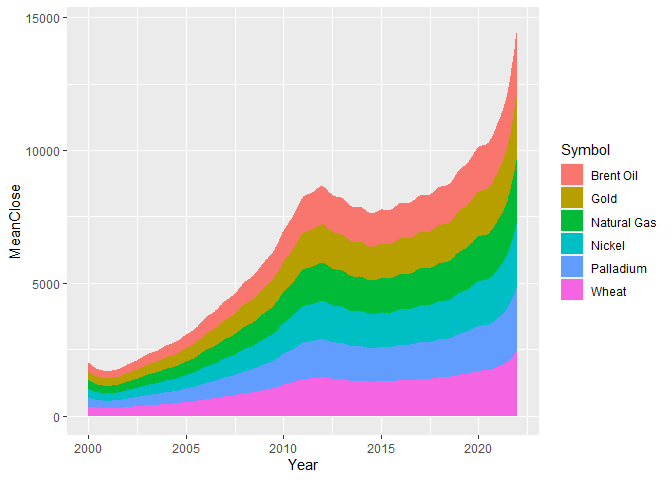 15000
10000
5000
0
MeanClose
2000
2005
2010
2015
2020
Year
Symbol
Brent Oil
Gold
Natural Gas
Nickel
Palladium
Wheat